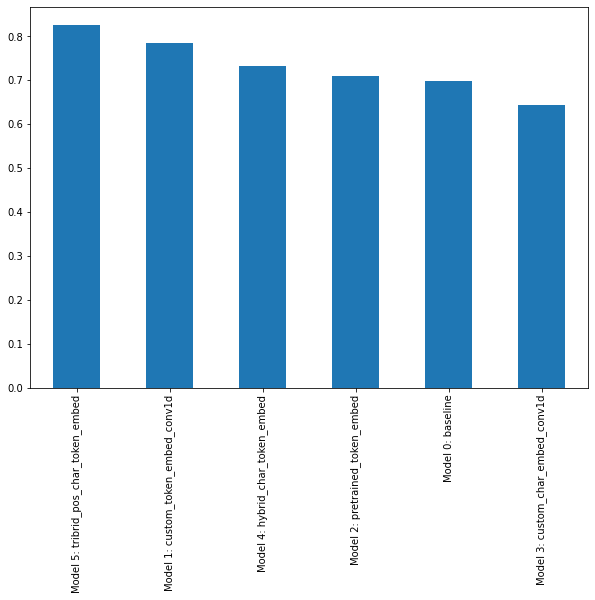 0.8
0.7
0.6
0.5
0.4
0.3
0.2
0.1
0.0
Model 5: tribrid_pos_char_token_embed
Model 1: custom_token_embed_conv1d
Model 4: hybrid_char_token_embed
Model 2: pretrained_token_embed
Model 0: baseline
Model 3: custom_char_embed_conv1d